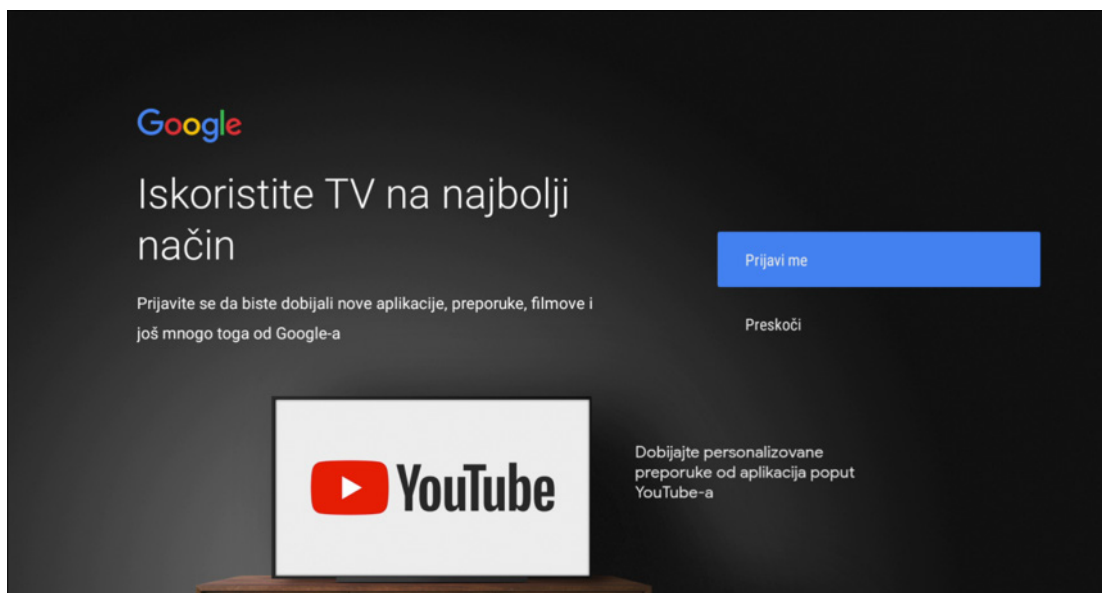 Google
Iskoristite TV na najbolji
način
Prijavite se da biste dobijali nove aplikacije, preporuke, filmove i
još mnogo toga od Google-a
Prijavi me
Preskoči
YouTube
Dobijajte personalizovane
preporuke od aplikacija poput
YouTube-a